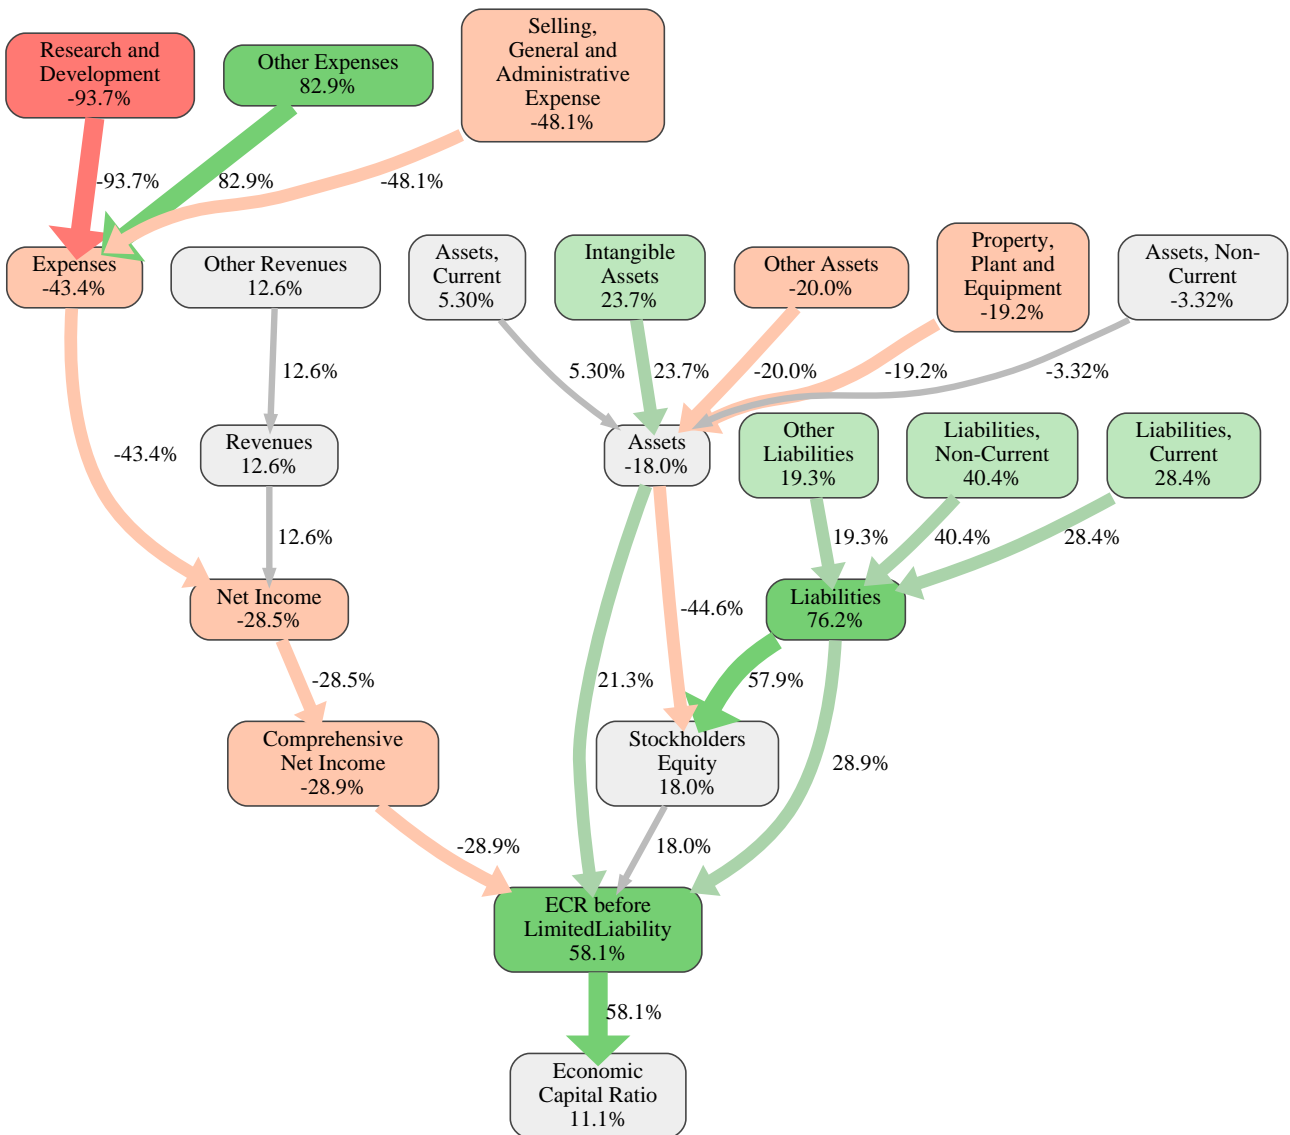 Research and
Development
-93.7%
Other Expenses
82.9%
Selling,
General and
Administrative
Expense
-48.1%
-93.7%
82.9%
-48.1%
Expenses
-43.4%
Other Revenues
12.6%
Assets,
Current
5.30%
Intangible
Assets
23.7%
Other Assets
-20.0%
Property,
Plant and
Equipment
-19.2%
Assets, Non-
Current
-3.32%
12.6%
5.30%
23.7%
-20.0%
-19.2%
-3.32%
-43.4%
Revenues
12.6%
Assets
-18.0%
Other
Liabilities
19.3%
Liabilities,
Non-Current
40.4%
Liabilities,
Current
28.4%
12.6%
19.3%
40.4%
28.4%
Net Income
-28.5%
-44.6%
Liabilities
76.2%
-28.5%
21.3%
57.9%
Comprehensive
Net Income
-28.9%
Stockholders
Equity
18.0%
28.9%
-28.9%
18.0%
ECR before
LimitedLiability
58.1%
58.1%
Economic
Capital Ratio
11.1%